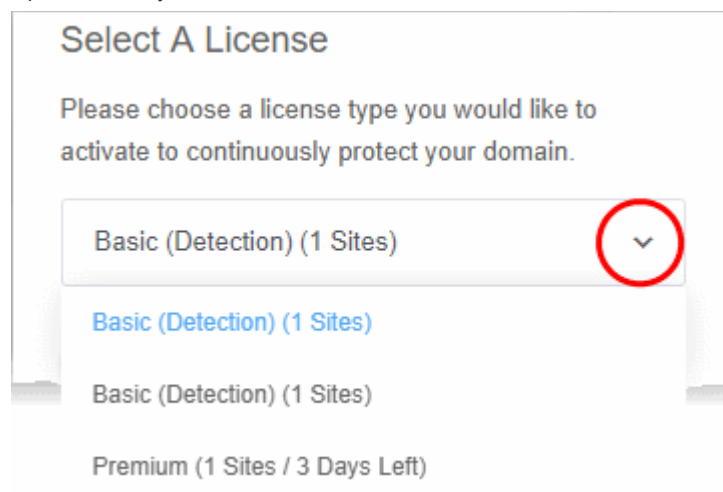 Select A License
Please choose a license type you would like to
activate to continuously protect your domain.
Basic (Detection) (1 Sites)
Basic (Detection) (1 Sites)
Basic (Detection) (1 Sites)
Premium (1 Sites / 3 Days Left)